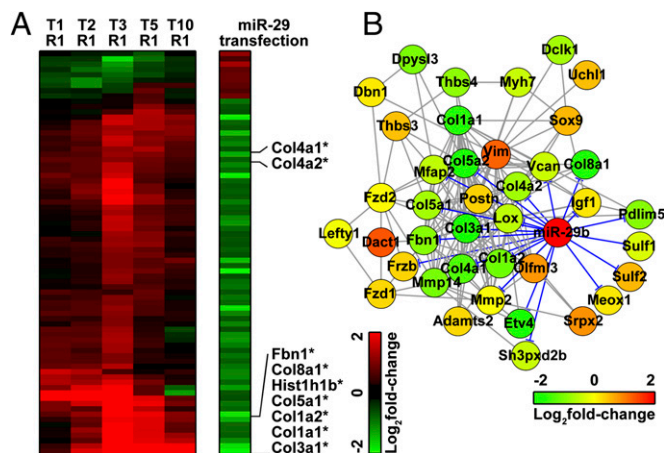 A
T1 T2 T3 T5 T10
R1 R1 R1 R1 R1
miR-29
transfection
Col4a1*
Col4a2*
Fbn1*
Col8a1*
Hist1h1b*
Col5a1*
Col1a2*
Col1a1*
Col3a1*
2
0
-2
Log2fold-change
B
Dclk1
Dpysl3
Uchl1
Dbn1
Thbs4
Myh7
Thbs3
Col1a1
Sox9
Vim
Col5a2
Vcan
Col8a1
Mfap2
Col4a2
Fzd2
Col5a1
Postn
Igf1
Pdlim5
Lox
Lefty1
Dact1
Fbn1
Col3a1
miR-29b
Sulf1
Frzb
Col4a1
Col1a2
Olfml3
Sulf2
Mmp14
Fzd1
Mmp2
Meox1
Adamts2
Etv4
Srpx2
Sh3pxd2b
-2 0 2
Log2fold-change